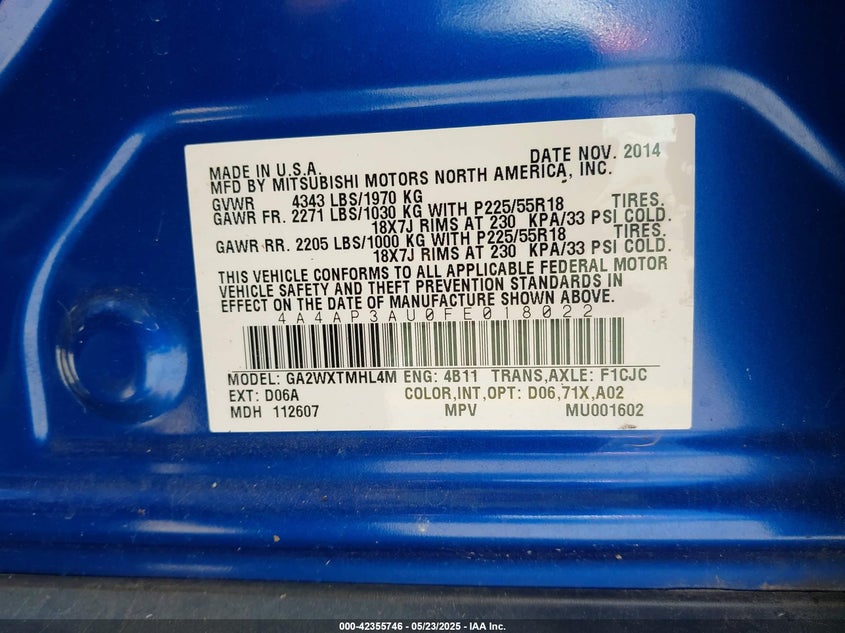 MADE IN U.S.A. DATE NOV. 2014
MFD BY MITSUBISHI MOTORS NORTH AMERICA, INC.
GVWR 4343 LBS/1970 KG
GAWR FR. 2271 LBS/1030 KG WITH P225/55R18 TIRES.
18X7J RIMS AT 230 KPA/33 PSI COLD.
GAWR RR. 2205 LBS/1000 KG WITH P225/55R18 TIRES.
18X7J RIMS AT 230 KPA/33 PSI COLD.
THIS VEHICLE CONFORMS TO ALL APPLICABLE FEDERAL MOTOR
VEHICLE SAFETY AND THEFT PREVENTION STANDARDS IN
EFFECT ON THE DATE OF MANUFACTURE SHOWN ABOVE.
4A4AP3AU0FE018022
MODEL: GA2WXTMHL4M ENG: 4B11 TRANS,AXLE: F1CJC
EXT: D06A COLOR,INT,OPT: D06,71X,A02
MDH 112607 MPV MU001602
000-42355746 - 05/23/2025 - IAA Inc.